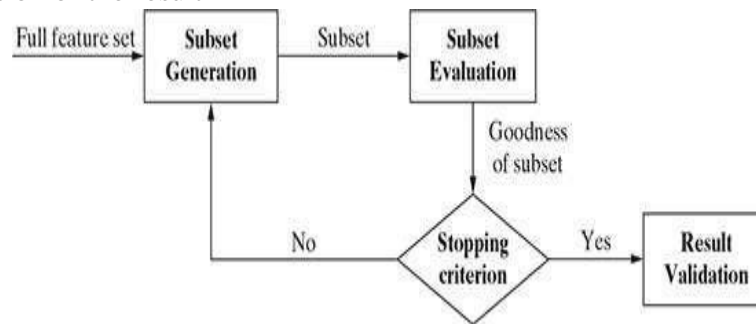 Full feature set
Subset
Generation
Subset
Subset
Evaluation
Goodness
of subset
Stopping
criterion
No
Yes
Result
Validation